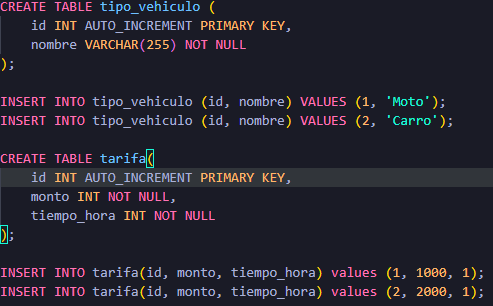 CREATE TABLE tipo_vehiculo (
    id INT AUTO_INCREMENT PRIMARY KEY,
    nombre VARCHAR(255) NOT NULL
);

INSERT INTO tipo_vehiculo (id, nombre) VALUES (1, 'Moto');
INSERT INTO tipo_vehiculo (id, nombre) VALUES (2, 'Carro');

CREATE TABLE tarifa(
    id INT AUTO_INCREMENT PRIMARY KEY,
    monto INT NOT NULL,
    tiempo_hora INT NOT NULL
);

INSERT INTO tarifa(id, monto, tiempo_hora) values (1, 1000, 1);
INSERT INTO tarifa(id, monto, tiempo_hora) values (2, 2000, 1);